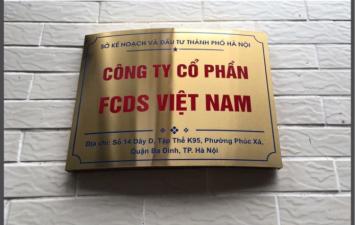 SỞ KẾ HOẠCH VÀ ĐẦU TƯ THÀNH PHỐ HÀ NỘI
CÔNG TY CỔ PHẦN
FCDS VIỆT NAM
Địa chỉ: Số 14 Dãy D, Tập Thể K95, Phường Phúc Xá,
Quận Ba Đình, TP. Hà Nội